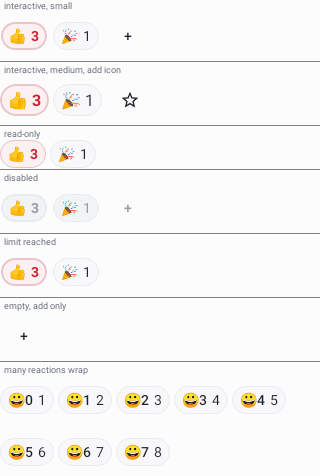 interactive, small
👍 3 🎉 1 +
interactive, medium, add icon
👍 3 🎉 1
read-only
👍 3 🎉 1
disabled
👍 3 🎉 1 +
limit reached
👍 3 🎉 1
empty, add only
+
many reactions wrap
😀0 1 😀1 2 😀2 3 😀3 4 😀4 5
😀5 6 😀6 7 😀7 8